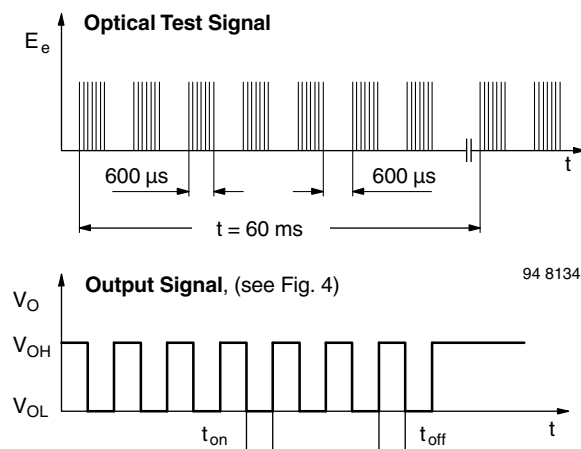 Optical Test Signal
E e
t
600 µs
600 µs
t = 60 ms
94 8134
Output Signal, (see Fig. 4)
V O
V OH
V OL
t on
t off
t